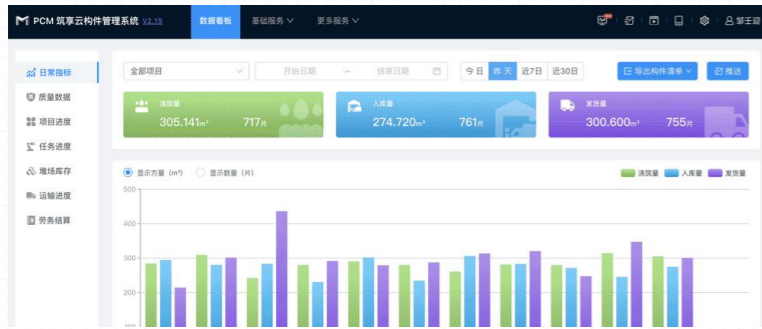 PCM 筑享云构件管理系统 V2.15 数据看板 基础服务 更多服务 邹玉迎
日常指标
质量数据
项目进度
任务进度
堆场库存
运输进度
劳务结算
全部项目 开始日期 → 结束日期 今日 昨天 近7日 近30日 导出构件清单 推送
浇筑量
305.141m³ 717片
入库量
274.720m³ 761片
发货量
300.600m³ 755片
显示方量 (m³) 显示数量 (片) 浇筑量 入库量 发货量
500
400
300
200
100